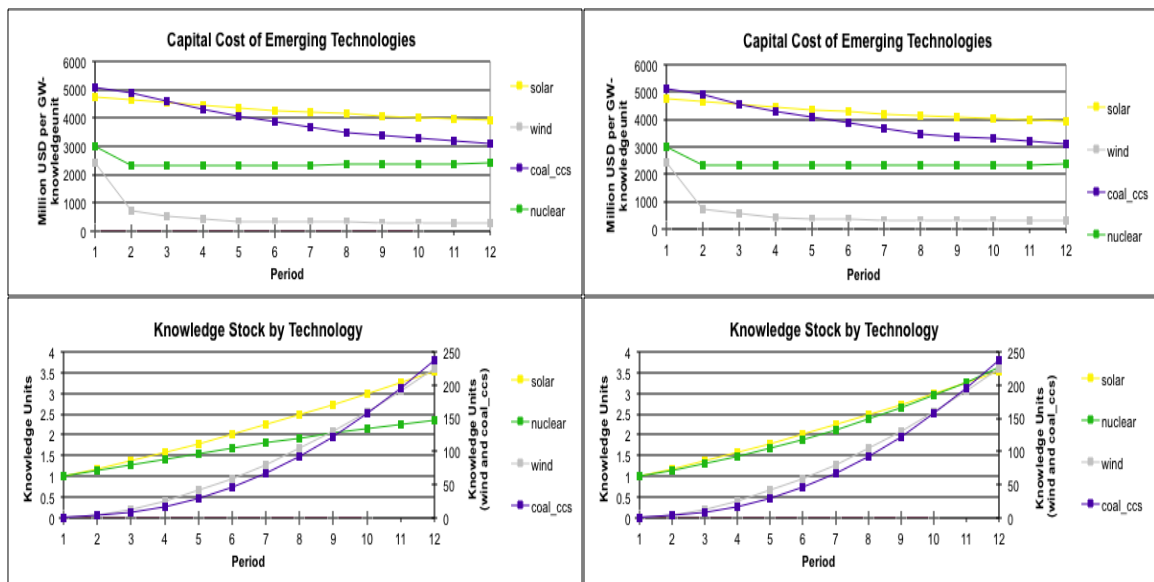 Capital Cost of Emerging Technologies
Million USD per GW-
knowledgeunit
6000
5000
4000
3000
2000
1000
0
1 2 3 4 5 6 7 8 9 10 11 12
Period
solar
wind
coal_ccs
nuclear
Capital Cost of Emerging Technologies
Million USD per GW-
knowledge unit
6000
5000
4000
3000
2000
1000
0
1 2 3 4 5 6 7 8 9 10 11 12
Period
solar
wind
coal_ccs
nuclear
Knowledge Stock by Technology
Knowledge Units
4
3.5
3
2.5
2
1.5
1
0.5
0
1 2 3 4 5 6 7 8 9 10 11 12
Period
250
200
150
100
50
0
Knowledge Units
(wind and coal_ccs)
solar
nuclear
wind
coal_ccs
Knowledge Stock by Technology
Knowledge Units
4
3.5
3
2.5
2
1.5
1
0.5
0
1 2 3 4 5 6 7 8 9 10 11 12
Period
250
200
150
100
50
0
Knowledge Units
(wind and coal_ccs)
solar
nuclear
wind
coal_ccs